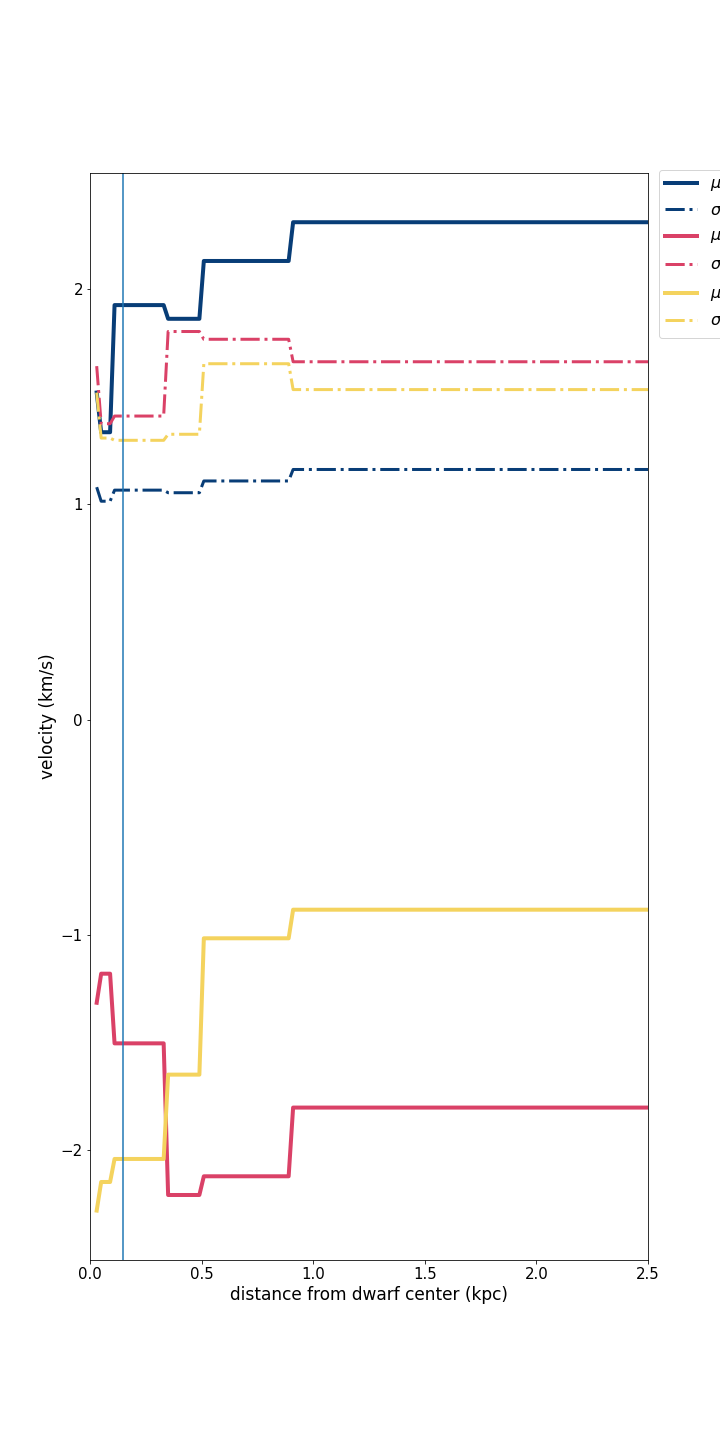 μ
σ
μ
σ
μ
σ
2
1
0
−1
−2
velocity (km/s)
0.0 0.5 1.0 1.5 2.0 2.5
distance from dwarf center (kpc)